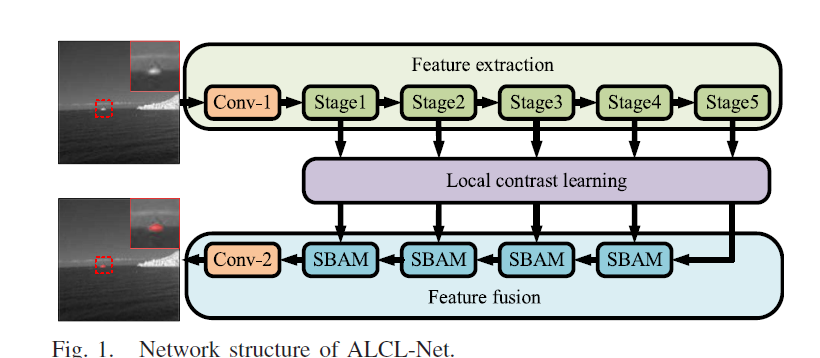 Feature extraction
Conv-1 Stage1 Stage2 Stage3 Stage4 Stage5
Local contrast learning
Conv-2 SBAM SBAM SBAM SBAM
Feature fusion
Fig. 1. Network structure of ALCL-Net.